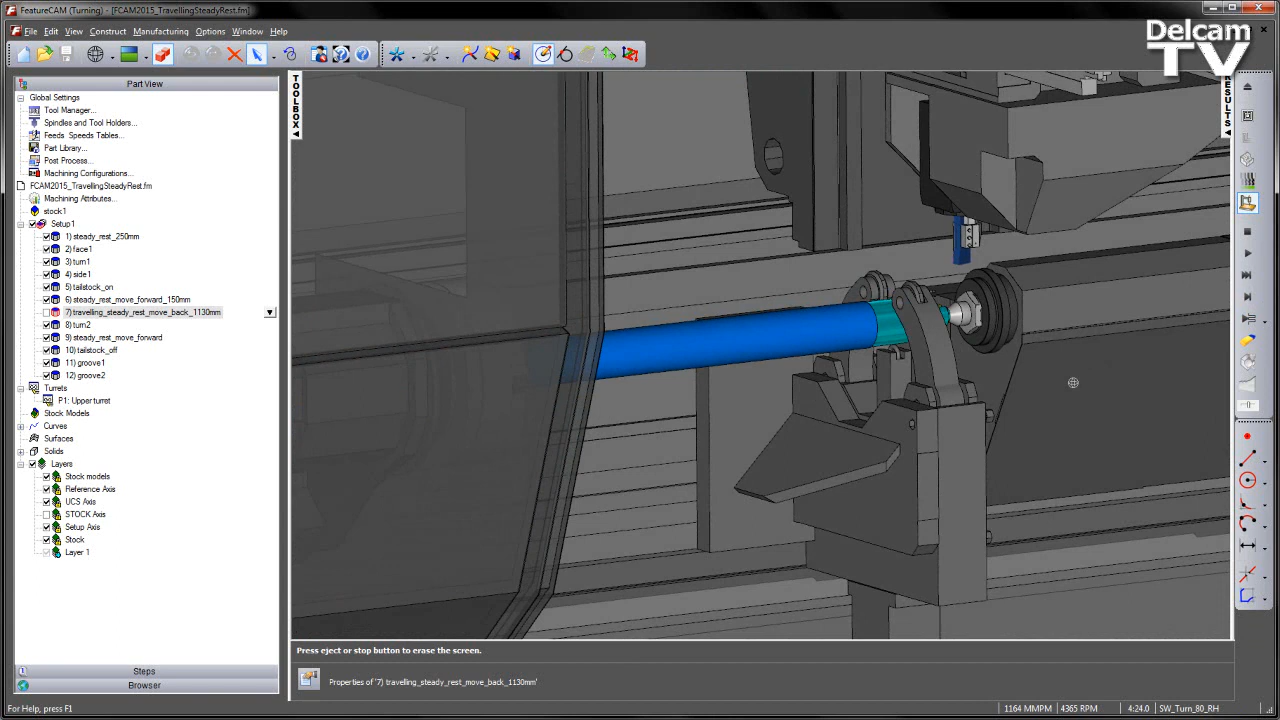 FeatureCAM (Turning) - [FCAM2015_TravellingSteadyRest.fm]
File Edit View Construct Manufacturing Options Window Help
Delcam
TV
Part View
TOOLBOX
RESULTS
Global Settings
Tool Manager...
Spindles and Tool Holders...
Feeds Speeds Tables...
Part Library...
Post Process...
Machining Configurations...
FCAM2015_TravellingSteadyRest.fm
Machining Attributes...
stock1
Setup1
1) steady_rest_250mm
2) face1
3) turn1
4) side1
5) tailstock_on
6) steady_rest_move_forward_150mm
7) travelling_steady_rest_move_back_1130mm
8) turn2
9) steady_rest_move_forward
10) tailstock_off
11) groove1
12) groove2
Turrets
P1: Upper turret
Stock Models
Curves
Surfaces
Solids
Layers
Stock models
Reference Axis
UCS Axis
STOCK Axis
Setup Axis
Stock
Layer 1
Steps
Browser
Press eject or stop button to erase the screen.
Properties of '7) travelling_steady_rest_move_back_1130mm'
For Help, press F1
1164 MMPM 4365 RPM 4:24.0 SW_Turn_80_RH